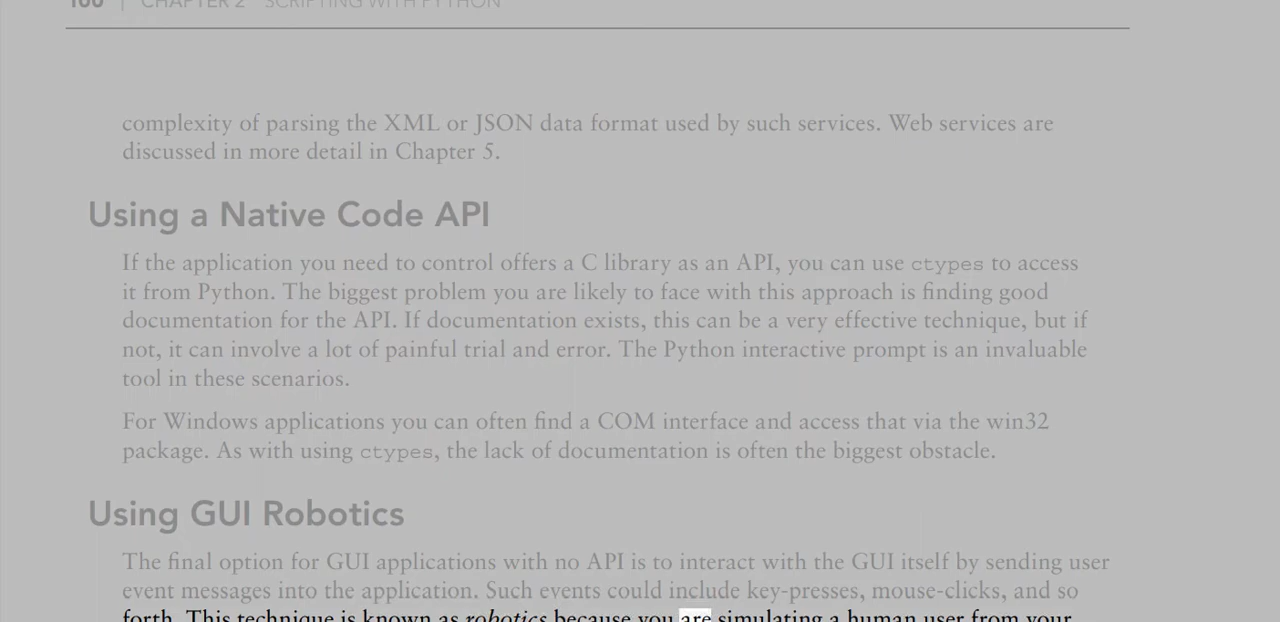 100 | CHAPTER 2 SCRIPTING WITH PYTHON
complexity of parsing the XML or JSON data format used by such services. Web services are
discussed in more detail in Chapter 5.
Using a Native Code API
If the application you need to control offers a C library as an API, you can use ctypes to access
it from Python. The biggest problem you are likely to face with this approach is finding good
documentation for the API. If documentation exists, this can be a very effective technique, but if
not, it can involve a lot of painful trial and error. The Python interactive prompt is an invaluable
tool in these scenarios.
For Windows applications you can often find a COM interface and access that via the win32
package. As with using ctypes, the lack of documentation is often the biggest obstacle.
Using GUI Robotics
The final option for GUI applications with no API is to interact with the GUI itself by sending user
event messages into the application. Such events could include key-presses, mouse-clicks, and so
forth. This technique is known as robotics because you are simulating a human user from your